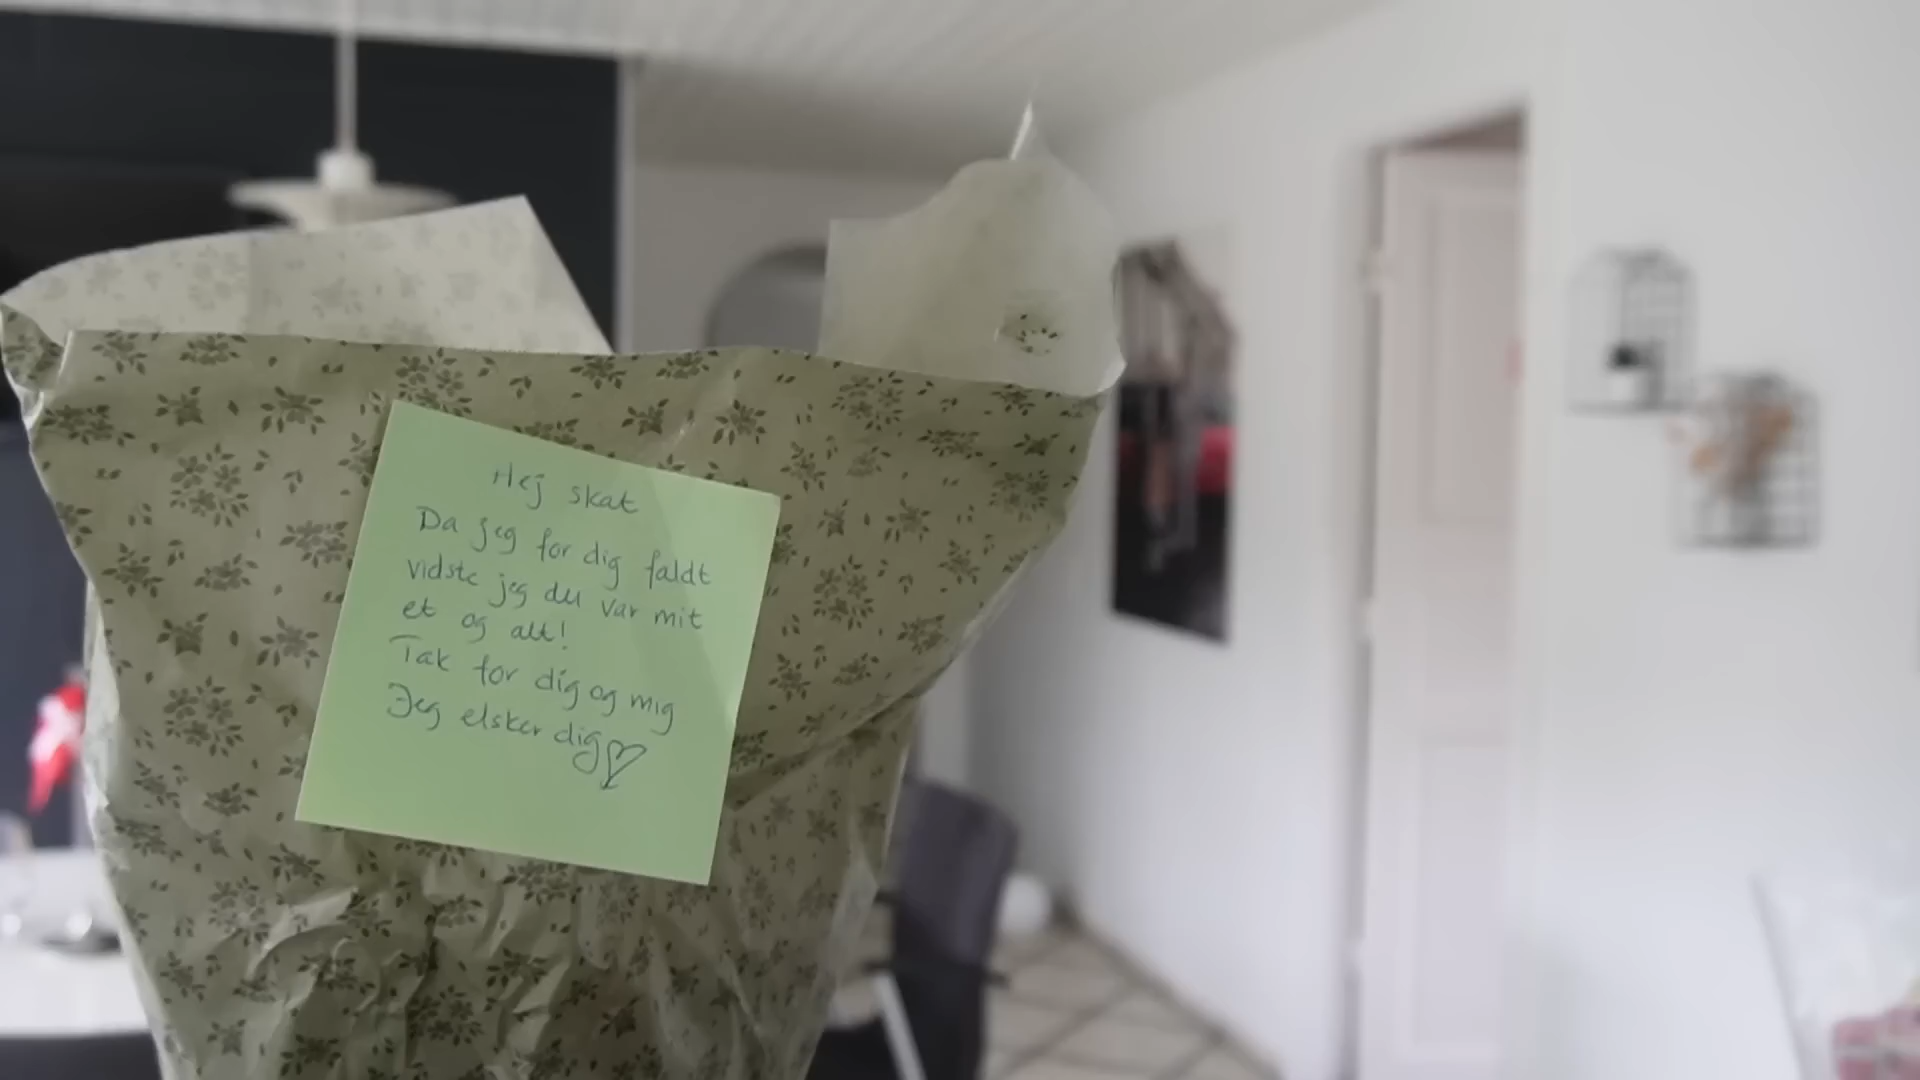 Hej skat
Da jeg for dig faldt
vidste jeg du var mit
et og alt!
Tak for dig og mig
Jeg elsker dig♡